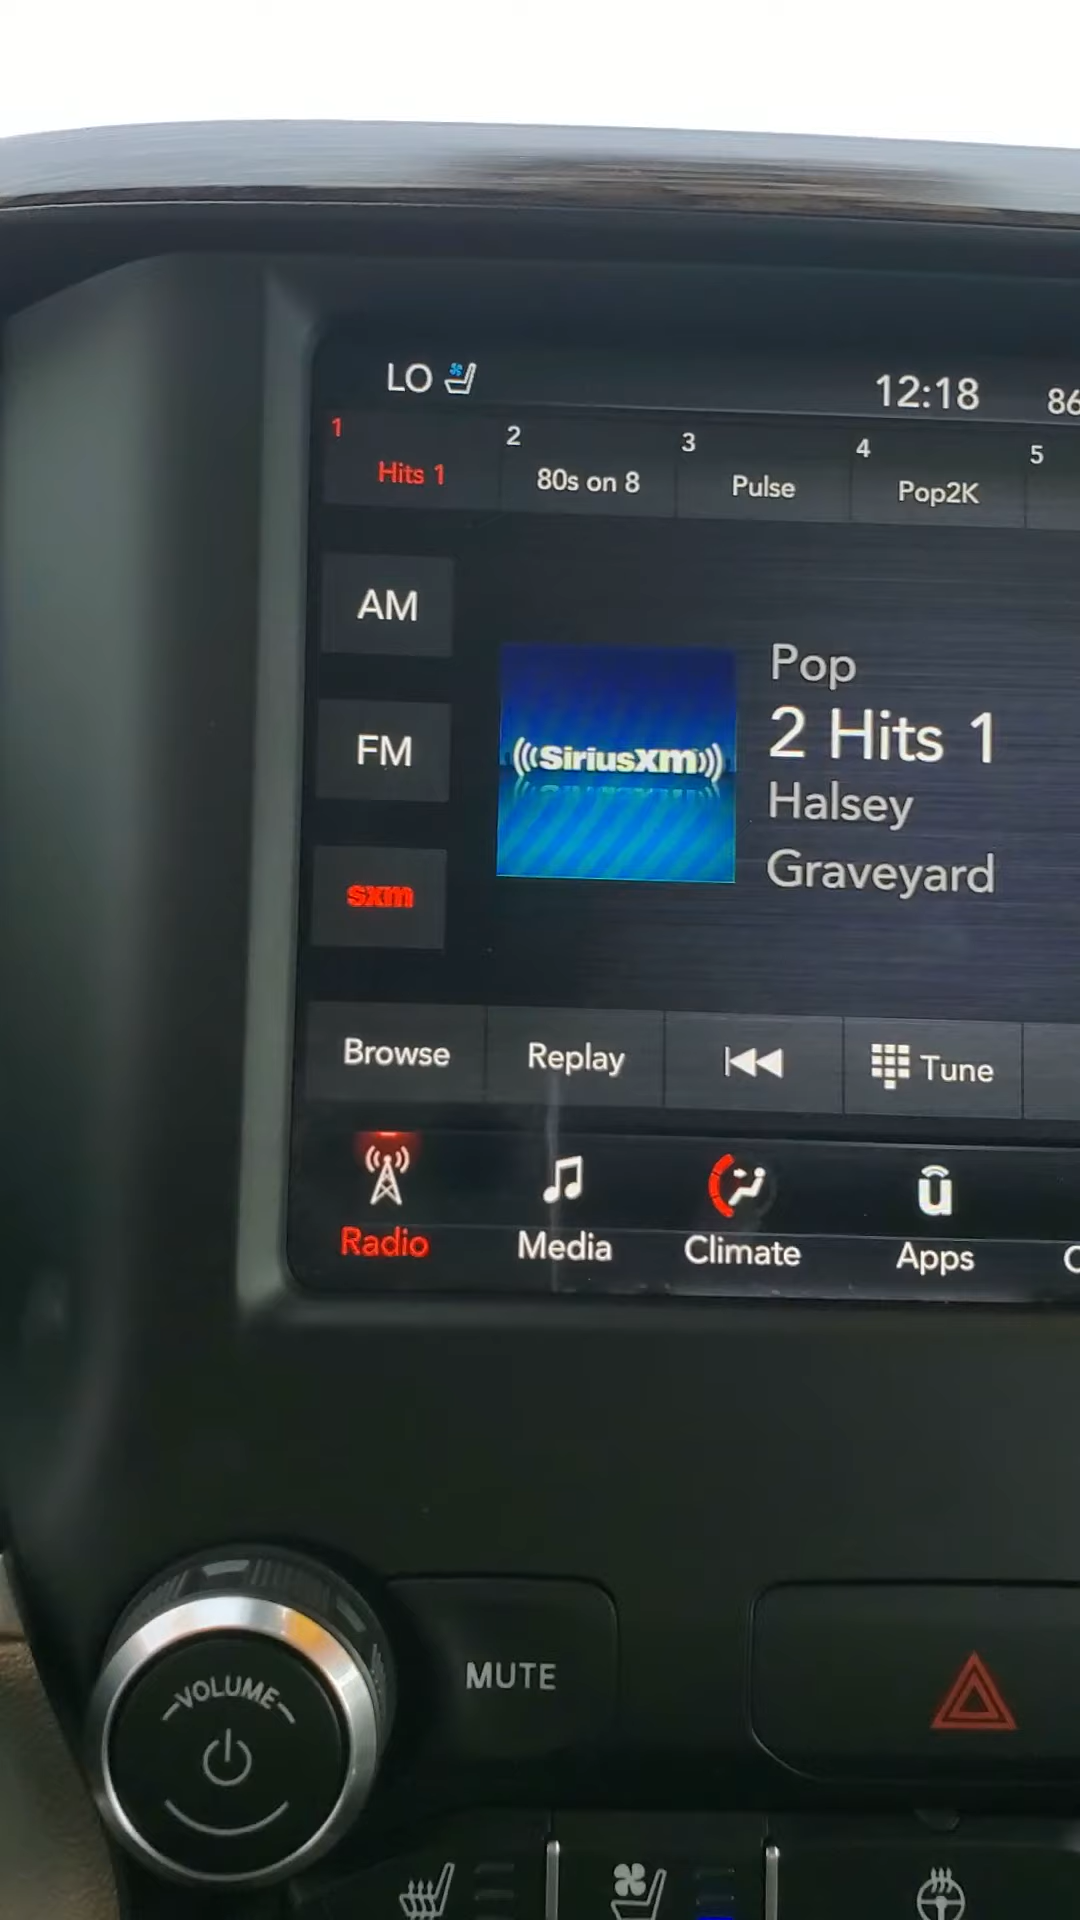 LO 12:18 86
1 2 3 4 5
Hits 1 80s on 8 Pulse Pop2K
AM
FM
sxm
SiriusXM
Pop
2 Hits 1
Halsey
Graveyard
Browse Replay Tune
Radio Media Climate Apps
VOLUME
MUTE